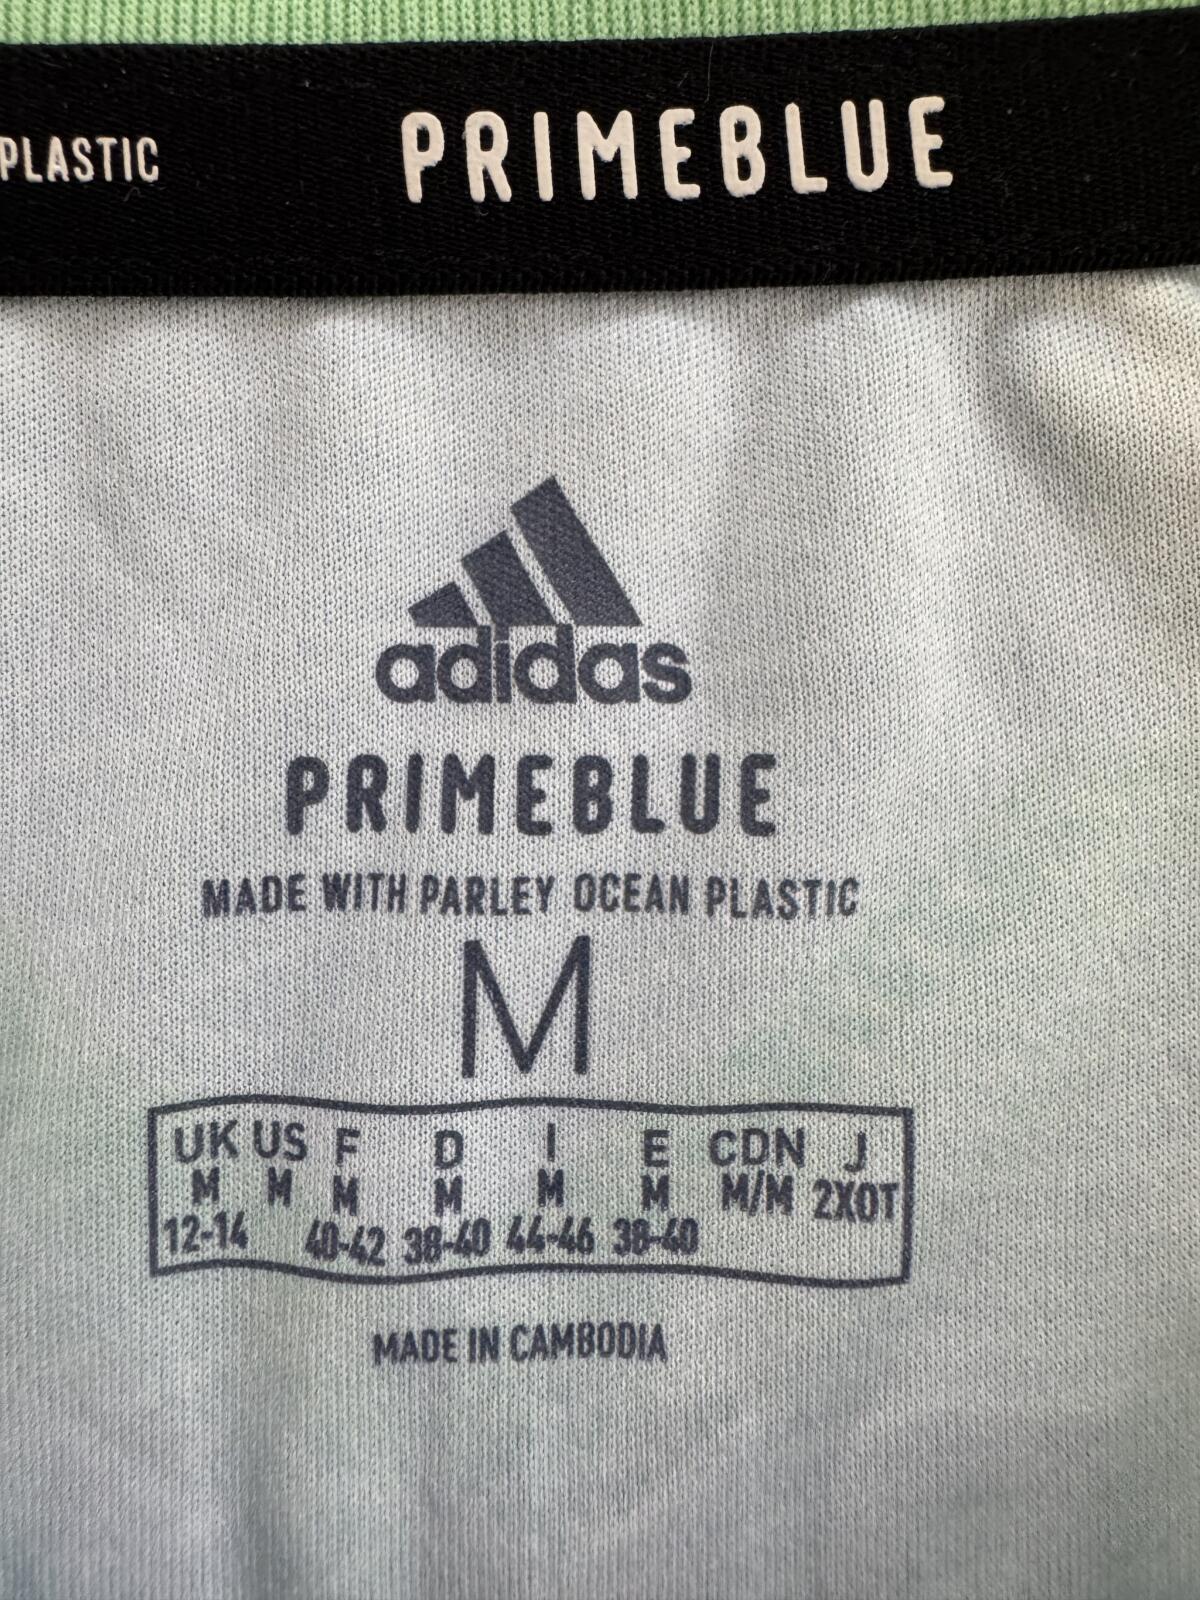 PLASTIC PRIMEBLUE
adidas
PRIMEBLUE
MADE WITH PARLEY OCEAN PLASTIC
M
UK US F D I E CDN J
M M M M M M M/M 2XOT
12-14 40-42 38-40 44-46 38-40
MADE IN CAMBODIA